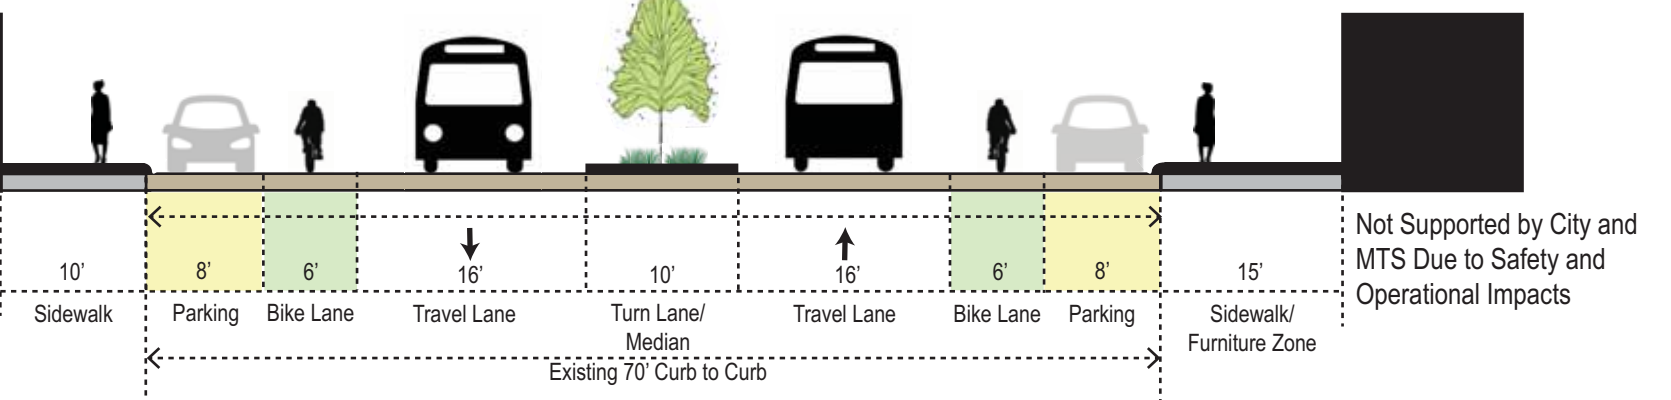 10’ 8’ 6’ 16’ 10’ 16’ 6’ 8’ 15’
Sidewalk Parking Bike Lane Travel Lane Turn Lane/ Travel Lane Bike Lane Parking Sidewalk/
Median Furniture Zone
Existing 70’ Curb to Curb
Not Supported by City and
MTS Due to Safety and
Operational Impacts